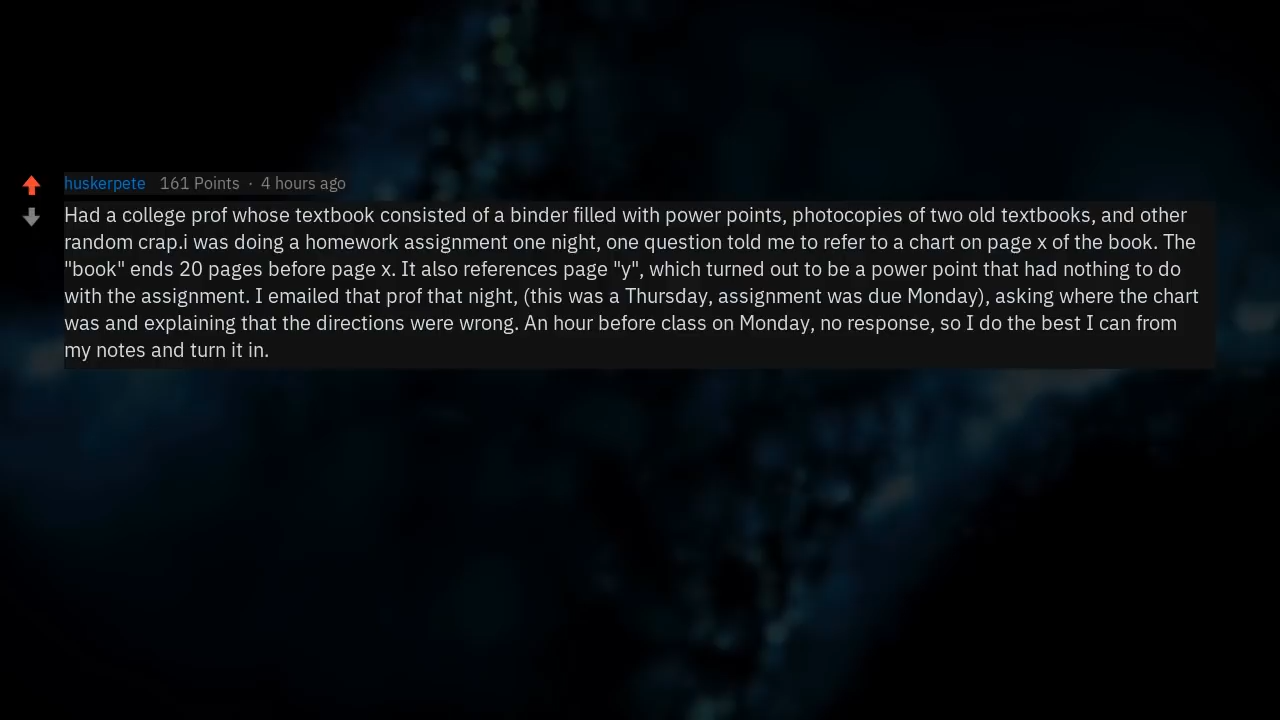 huskerpete 161 Points · 4 hours ago
Had a college prof whose textbook consisted of a binder filled with power points, photocopies of two old textbooks, and other
random crap.i was doing a homework assignment one night, one question told me to refer to a chart on page x of the book. The
"book" ends 20 pages before page x. It also references page "y", which turned out to be a power point that had nothing to do
with the assignment. I emailed that prof that night, (this was a Thursday, assignment was due Monday), asking where the chart
was and explaining that the directions were wrong. An hour before class on Monday, no response, so I do the best I can from
my notes and turn it in.